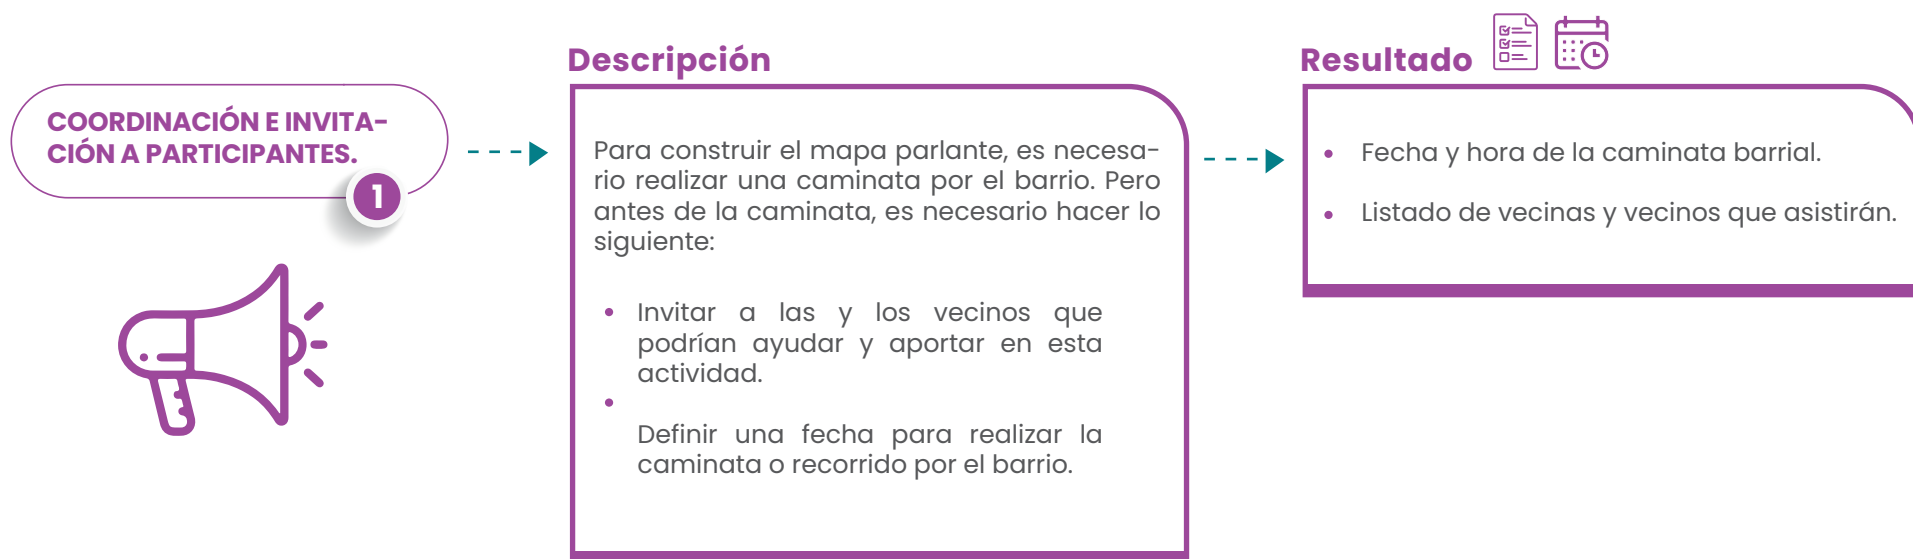 COORDINACIÓN E INVITA-
CIÓN A PARTICIPANTES.
1
Descripción
Para construir el mapa parlante, es necesa-
rio realizar una caminata por el barrio. Pero
antes de la caminata, es necesario hacer lo
siguiente:
• Invitar a las y los vecinos que
podrían ayudar y aportar en esta
actividad.
•
Definir una fecha para realizar la
caminata o recorrido por el barrio.
Resultado
• Fecha y hora de la caminata barrial.
• Listado de vecinas y vecinos que asistirán.